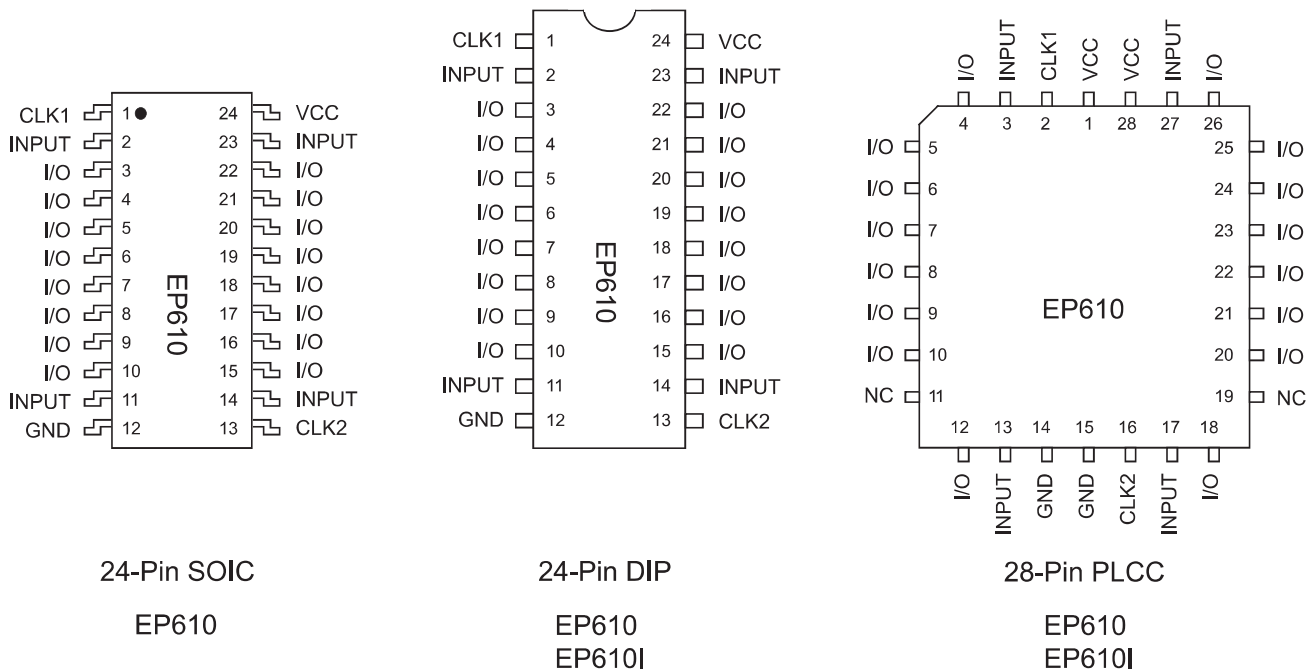 CLK1 1 24 VCC
INPUT 2 23 INPUT
I/O 3 22 I/O
I/O 4 21 I/O
I/O 5 20 I/O
I/O 6 19 I/O
I/O 7 18 I/O
I/O 8 17 I/O
I/O 9 16 I/O
I/O 10 15 I/O
INPUT 11 14 INPUT
GND 12 13 CLK2
EP610
24-Pin SOIC
EP610
CLK1 1 24 VCC
INPUT 2 23 INPUT
I/O 3 22 I/O
I/O 4 21 I/O
I/O 5 20 I/O
I/O 6 19 I/O
I/O 7 18 I/O
I/O 8 17 I/O
I/O 9 16 I/O
I/O 10 15 I/O
INPUT 11 14 INPUT
GND 12 13 CLK2
EP610
24-Pin DIP
EP610
EP610I
I/O INPUT CLK1 VCC VCC INPUT I/O
4 3 2 1 28 27 26
I/O 5 25 I/O
I/O 6 24 I/O
I/O 7 23 I/O
I/O 8 22 I/O
I/O 9 21 I/O
I/O 10 20 I/O
NC 11 19 NC
EP610
12 13 14 15 16 17 18
I/O INPUT GND GND CLK2 INPUT I/O
28-Pin PLCC
EP610
EP610I